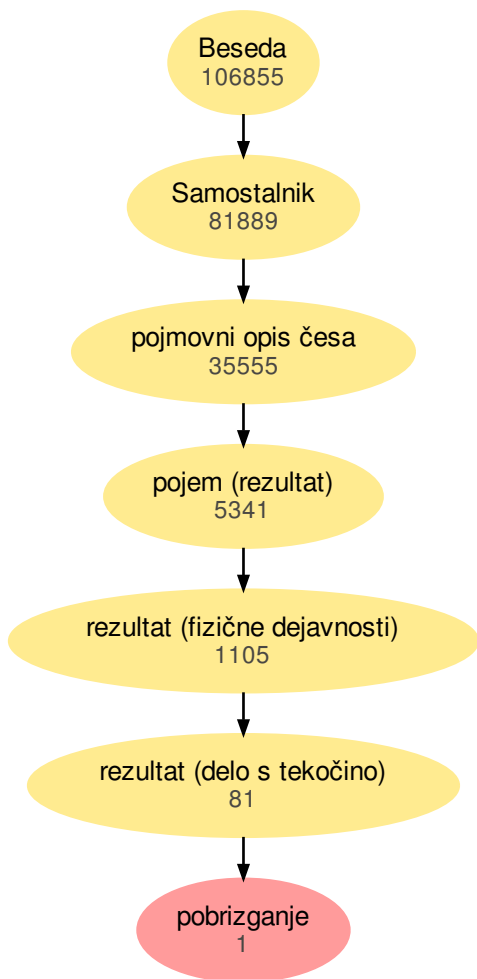 Beseda
106855
Samostalnik
81889
pojmovni opis česa
35555
pojem (rezultat)
5341
rezultat (fizične dejavnosti)
1105
rezultat (delo s tekočino)
81
pobrizganje
1